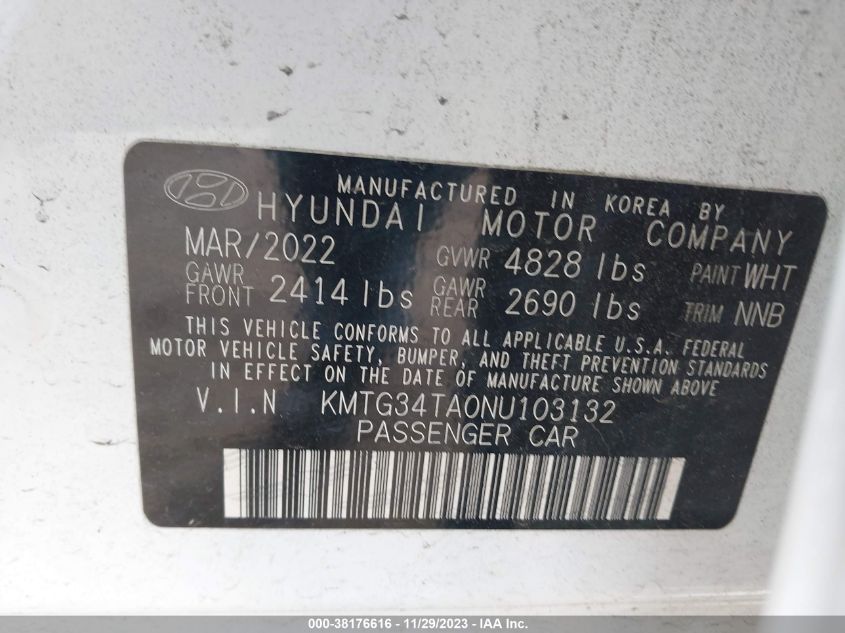 MANUFACTURED IN KOREA BY
HYUNDAI MOTOR COMPANY
MAR/2022 GVWR 4828 lbs PAINT WHT
GAWR FRONT 2414 lbs GAWR REAR 2690 lbs TRIM NNB
THIS VEHICLE CONFORMS TO ALL APPLICABLE U.S.A. FEDERAL
MOTOR VEHICLE SAFETY, BUMPER, AND THEFT PREVENTION STANDARDS
IN EFFECT ON THE DATE OF MANUFACTURE SHOWN ABOVE
V.I.N KMTG34TA0NU103132
PASSENGER CAR
000-38176616 - 11/29/2023 - © IAA Inc.